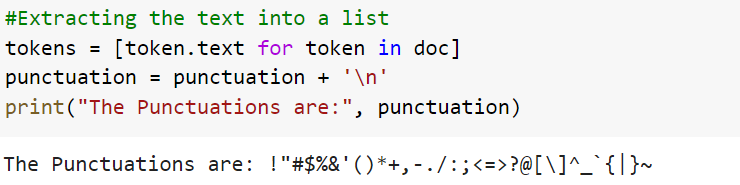 #Extracting the text into a list
tokens = [token.text for token in doc]
punctuation = punctuation + '\n'
print("The Punctuations are:", punctuation)
The Punctuations are: !"#$%&'()*+,-./:;<=>?@[\]^_`{|}~